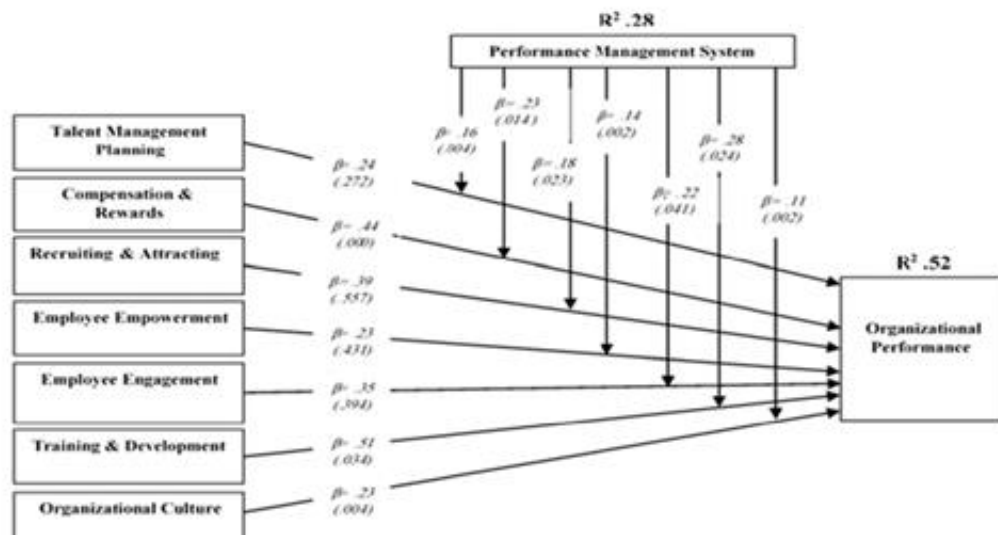 R² .28
Performance Management System
β= .16
(.004)
β= .23
(.014)
β= .18
(.023)
β= .14
(.002)
β= .22
(.041)
β= .28
(.024)
β= .11
(.002)
Talent Management
Planning
Compensation &
Rewards
Recruiting & Attracting
Employee Empowerment
Employee Engagement
Training & Development
Organizational Culture
β= .24
(.272)
β= .44
(.000)
β= .39
(.557)
β= .23
(.431)
β= .35
(.394)
β= .51
(.034)
β= .23
(.004)
R² .52
Organizational
Performance